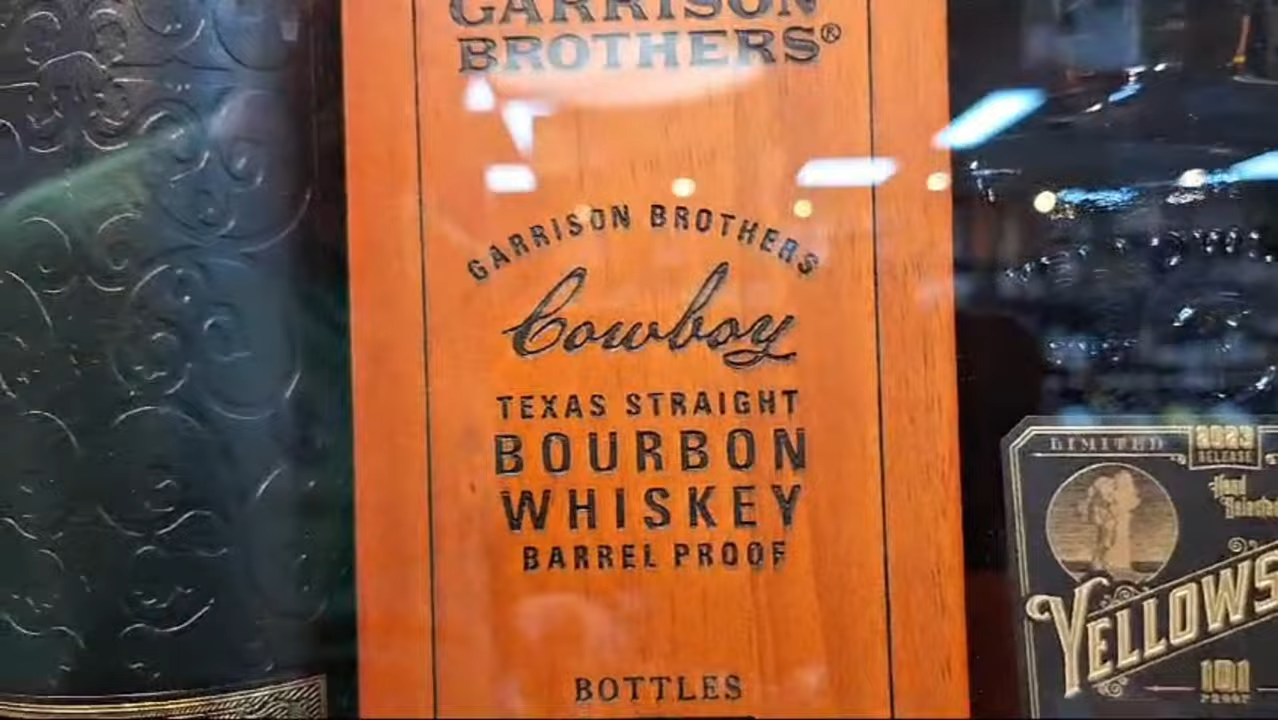 GARRISON
BROTHERS®
GARRISON BROTHERS
Cowboy
TEXAS STRAIGHT
BOURBON
WHISKEY
BARREL PROOF
BOTTLES
LIMITED
2023
RELEASE
Hand
YELLOWS
101
PROOF